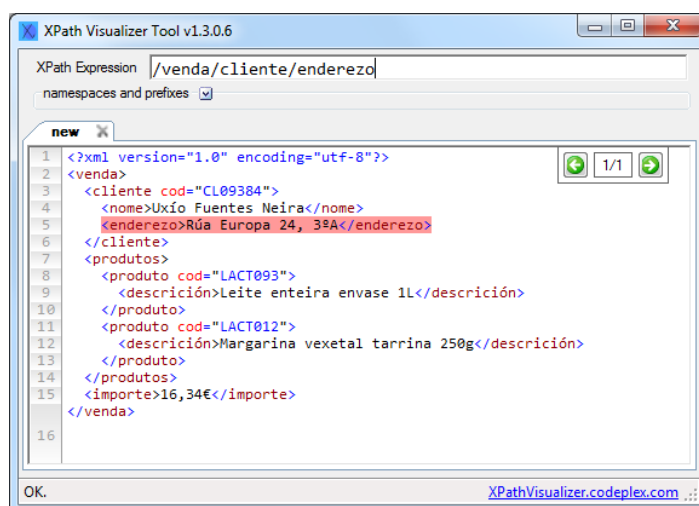 XPath Visualizer Tool v1.3.0.6
XPath Expression /venda/cliente/enderezo
namespaces and prefixes
new
1/1
1 <?xml version="1.0" encoding="utf-8"?>
2 <venda>
3 <cliente cod="CL09384">
4 <nome>Uxío Fuentes Neira</nome>
5 <enderezo>Rúa Europa 24, 3ºA</enderezo>
6 </cliente>
7 <produtos>
8 <produto cod="LACT093">
9 <descrición>Leite enteira envase 1L</descrición>
10 </produto>
11 <produto cod="LACT012">
12 <descrición>Margarina vexetal tarrina 250g</descrición>
13 </produto>
14 </produtos>
15 <importe>16,34€</importe>
</venda>
16
OK.
XPathVisualizer.codeplex.com